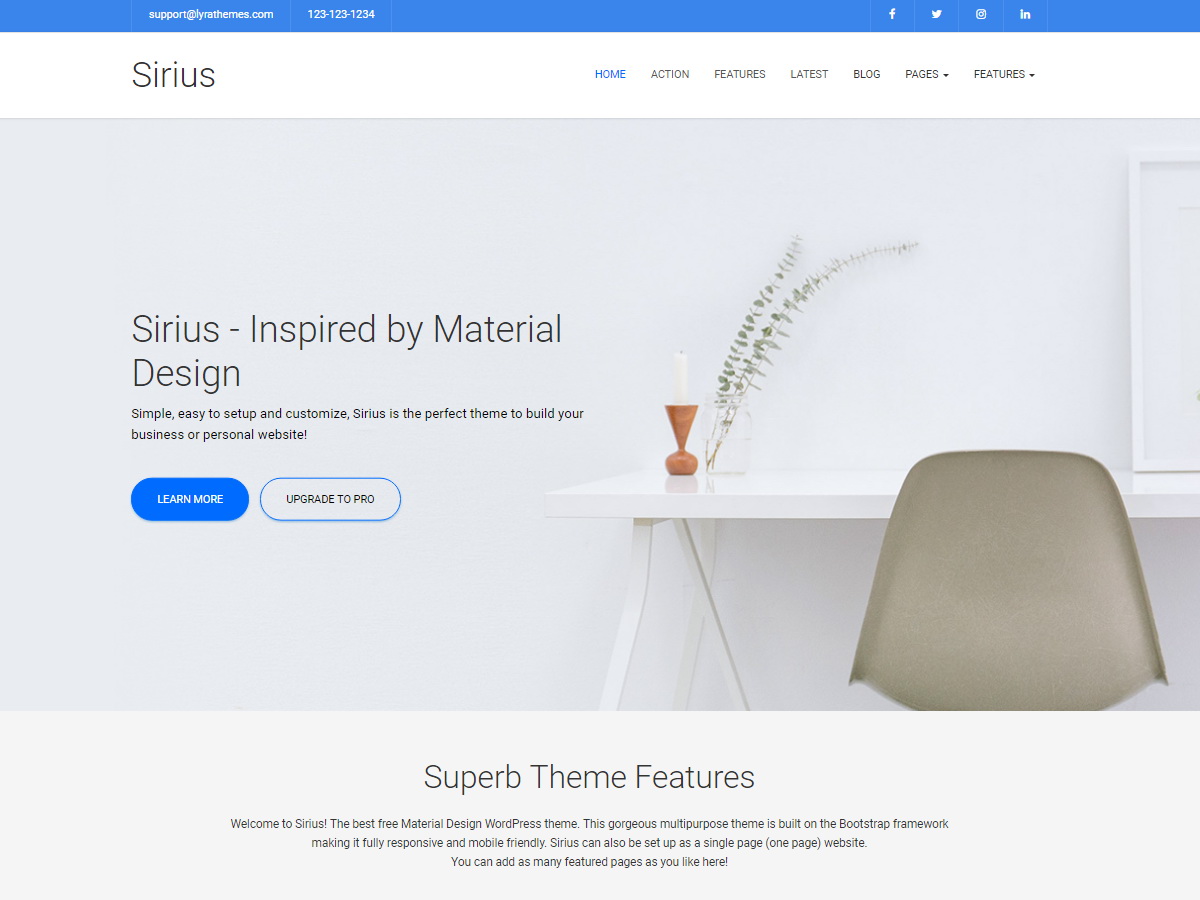 support@lyrathemes.com 123-123-1234
Sirius
HOME ACTION FEATURES LATEST BLOG PAGES FEATURES
Sirius - Inspired by Material
Design
Simple, easy to setup and customize, Sirius is the perfect theme to build your
business or personal website!
LEARN MORE UPGRADE TO PRO
Superb Theme Features
Welcome to Sirius! The best free Material Design WordPress theme. This gorgeous multipurpose theme is built on the Bootstrap framework
making it fully responsive and mobile friendly. Sirius can also be set up as a single page (one page) website.
You can add as many featured pages as you like here!